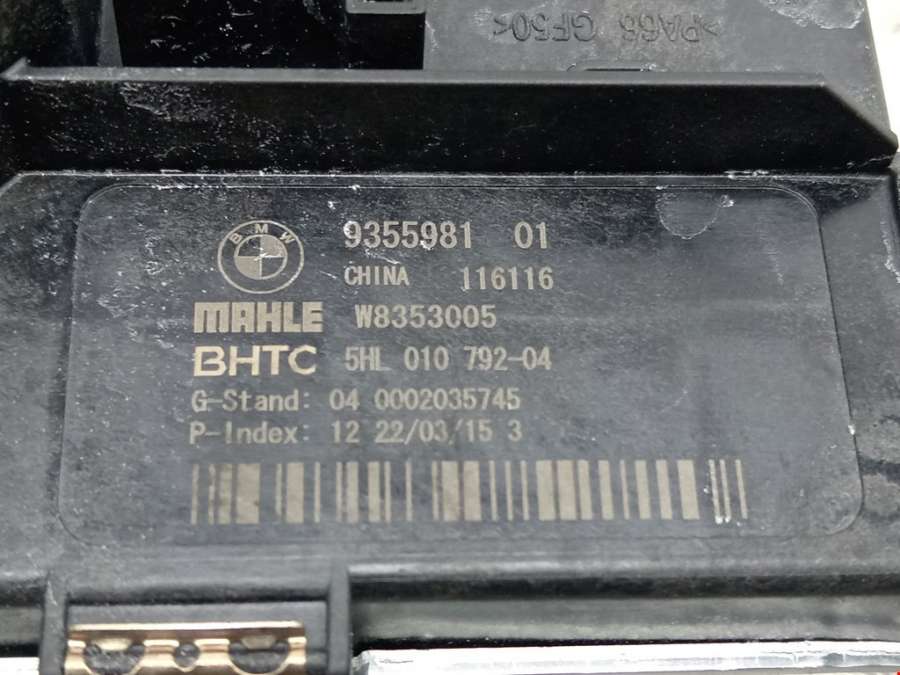 >PA66 GF50<
BMW
9355981 01
CHINA 116116
MAHLE W8353005
BHTC 5HL 010 792-04
G-Stand: 04 0002035745
P-Index: 12 22/03/15 3